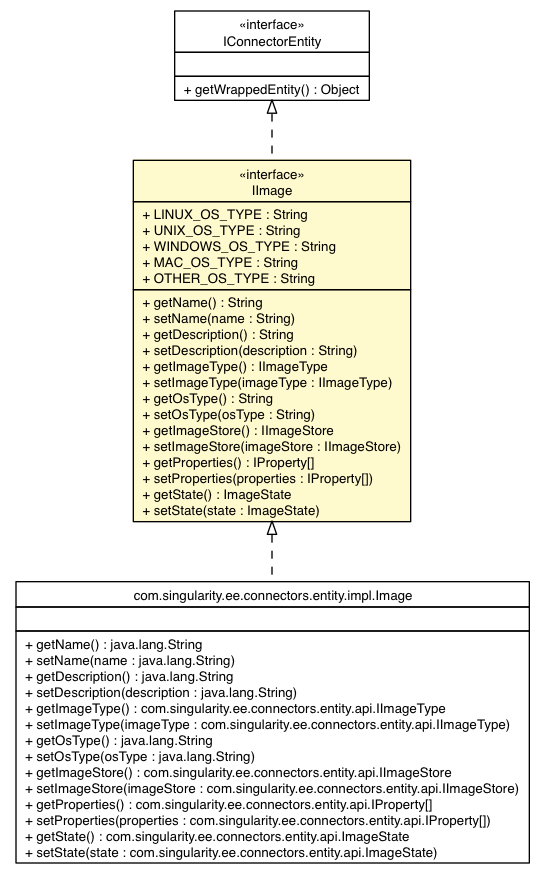 «interface»
IConnectorEntity
+ getWrappedEntity() : Object
«interface»
IImage
+ LINUX_OS_TYPE : String
+ UNIX_OS_TYPE : String
+ WINDOWS_OS_TYPE : String
+ MAC_OS_TYPE : String
+ OTHER_OS_TYPE : String
+ getName() : String
+ setName(name : String)
+ getDescription() : String
+ setDescription(description : String)
+ getImageType() : IImageType
+ setImageType(imageType : IImageType)
+ getOsType() : String
+ setOsType(osType : String)
+ getImageStore() : IImageStore
+ setImageStore(imageStore : IImageStore)
+ getProperties() : IProperty[]
+ setProperties(properties : IProperty[])
+ getState() : ImageState
+ setState(state : ImageState)
com.singularity.ee.connectors.entity.impl.Image
+ getName() : java.lang.String
+ setName(name : java.lang.String)
+ getDescription() : java.lang.String
+ setDescription(description : java.lang.String)
+ getImageType() : com.singularity.ee.connectors.entity.api.IImageType
+ setImageType(imageType : com.singularity.ee.connectors.entity.api.IImageType)
+ getOsType() : java.lang.String
+ setOsType(osType : java.lang.String)
+ getImageStore() : com.singularity.ee.connectors.entity.api.IImageStore
+ setImageStore(imageStore : com.singularity.ee.connectors.entity.api.IImageStore)
+ getProperties() : com.singularity.ee.connectors.entity.api.IProperty[]
+ setProperties(properties : com.singularity.ee.connectors.entity.api.IProperty[])
+ getState() : com.singularity.ee.connectors.entity.api.ImageState
+ setState(state : com.singularity.ee.connectors.entity.api.ImageState)